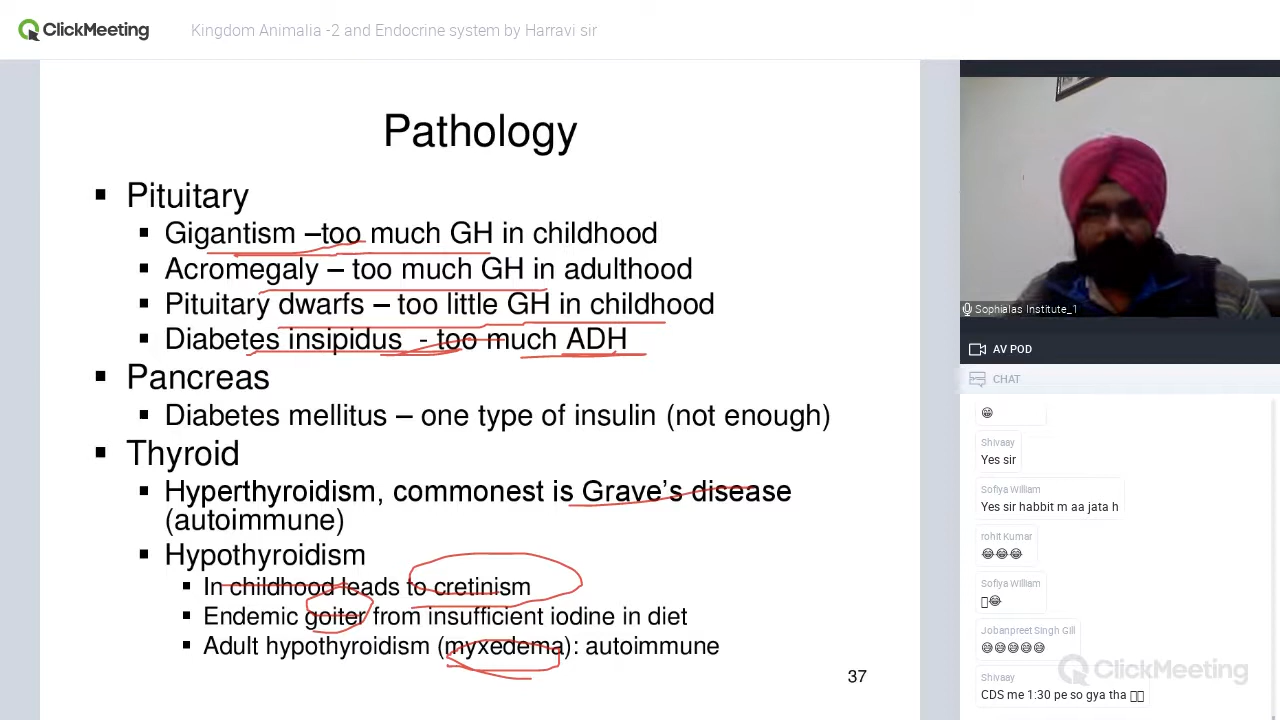 ClickMeeting
Kingdom Animalia -2 and Endocrine system by Harravi sir
Pathology
▪ Pituitary
▪ Gigantism –too much GH in childhood
▪ Acromegaly – too much GH in adulthood
▪ Pituitary dwarfs – too little GH in childhood
▪ Diabetes insipidus - too much ADH
▪ Pancreas
▪ Diabetes mellitus – one type of insulin (not enough)
▪ Thyroid
▪ Hyperthyroidism, commonest is Grave’s disease
(autoimmune)
▪ Hypothyroidism
▪ In childhood leads to cretinism
▪ Endemic goiter from insufficient iodine in diet
▪ Adult hypothyroidism (myxedema): autoimmune
37
Sophialas Institute_1
AV POD
CHAT
😁
Shivaay
Yes sir
Sofiya William
Yes sir habbit m aa jata h
rohit Kumar
😂😂😂
Sofiya William
😂
Jobanpreet Singh Gill
😅😅😅😅😅
Shivaay
CDS me 1:30 pe so gya tha
ClickMeeting